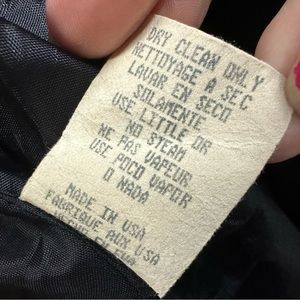 DRY CLEAN ONLY
NETTOYAGE A SEC
LAVAR EN SECO
SOLAMENTE
USE LITTLE OR
NO STEAM
NE PAS VAPEUR
USE POCO VAPOR
O NADA
MADE IN USA
FABRIQUE AUX USA